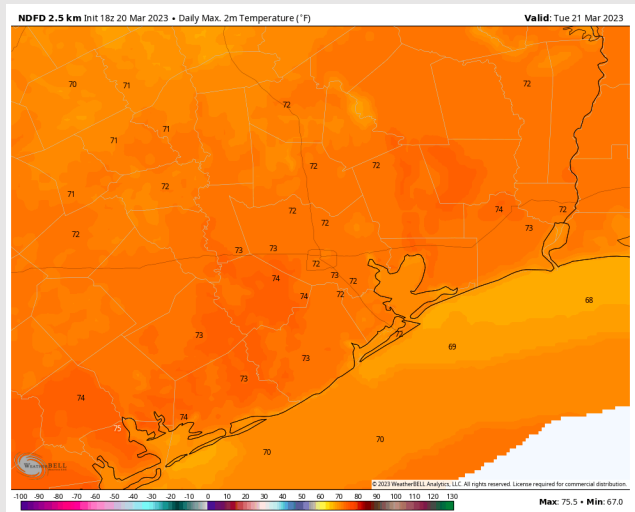 NDFD 2.5 km Init 18z 20 Mar 2023 • Daily Max. 2m Temperature (°F) Valid: Tue 21 Mar 2023
70 71 72 72
71
71
72 72
71 72
72 74 72
72 73
72
73 73
72
73 72
74
74 72 68
73 72
69
73
73
74
74
75
70
70
WeatherBELL
© 2023 WeatherBELL Analytics, LLC. All rights reserved. License required for commercial distribution.
-100 -90 -80 -70 -60 -50 -40 -30 -20 -10 0 10 20 30 40 50 60 70 80 90 100 110 120 130
Max: 75.5 • Min: 67.0